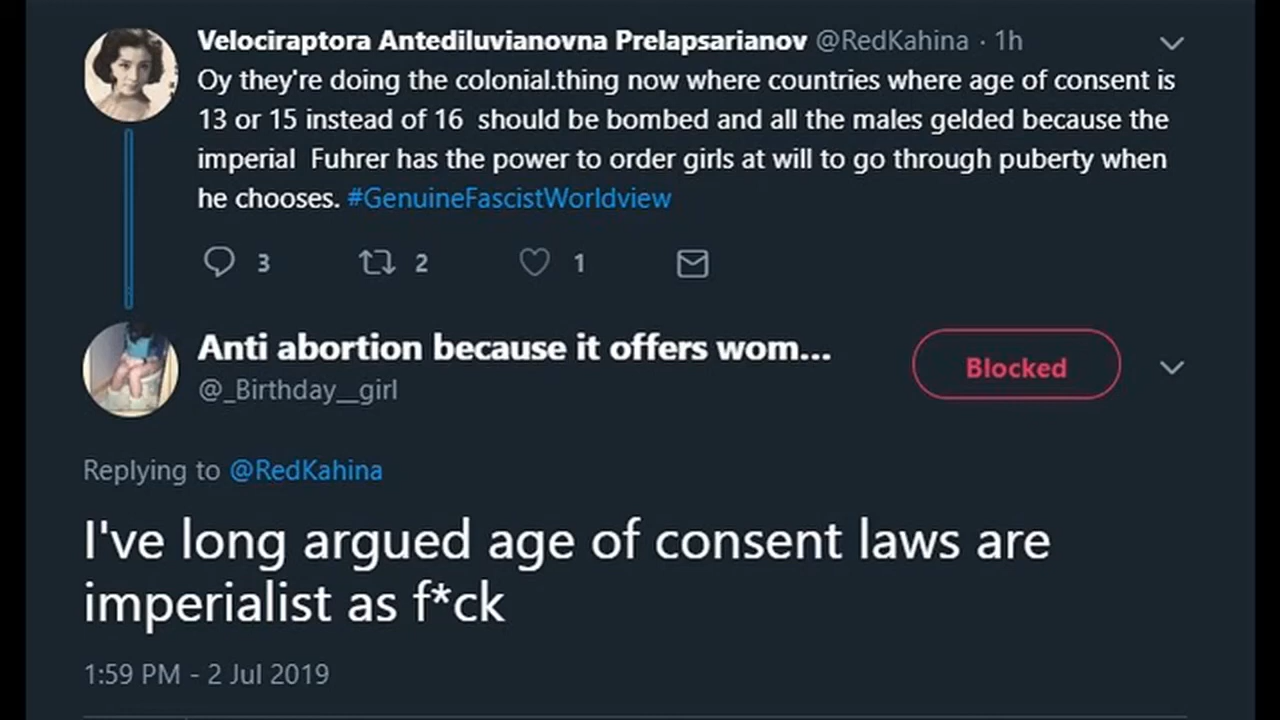 Velociraptora Antediluvianovna Prelapsarianov @RedKahina · 1h
Oy they're doing the colonial.thing now where countries where age of consent is
13 or 15 instead of 16  should be bombed and all the males gelded because the
imperial  Fuhrer has the power to order girls at will to go through puberty when
he chooses. #GenuineFascistWorldview
3 2 1
Anti abortion because it offers wom...
Blocked
@_Birthday__girl
Replying to @RedKahina
I've long argued age of consent laws are
imperialist as f*ck
1:59 PM - 2 Jul 2019